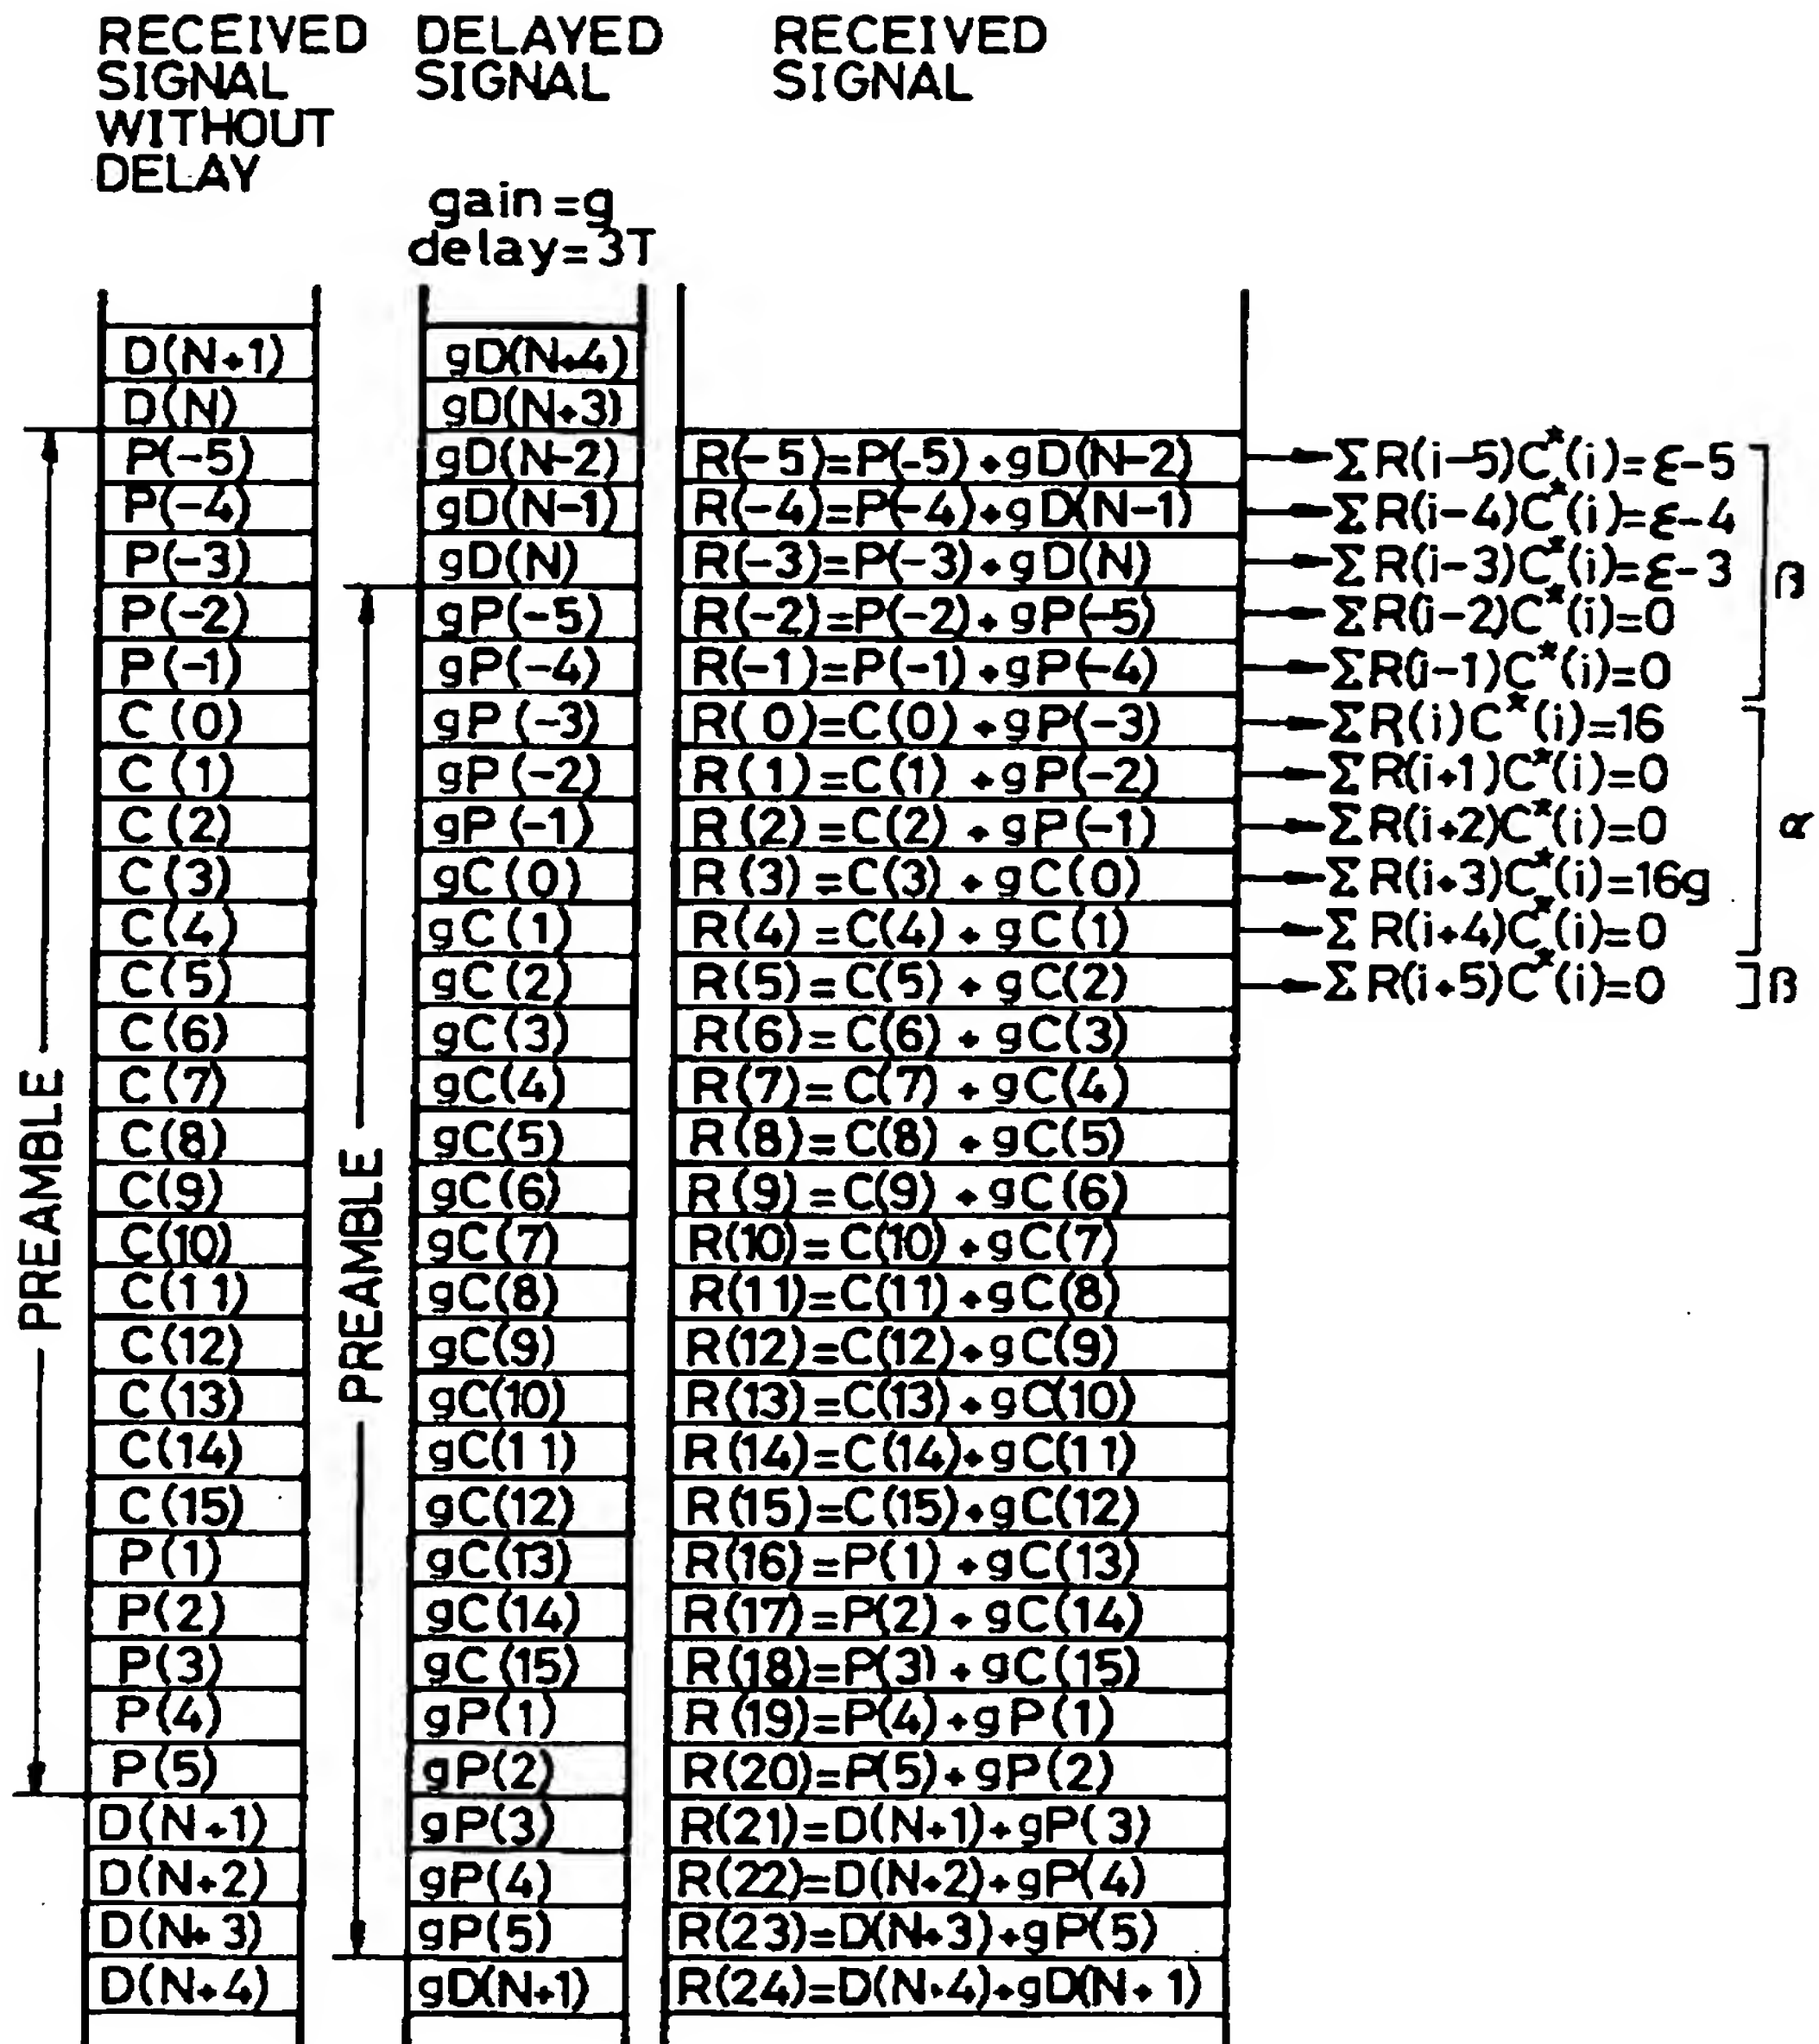 RECEIVED
SIGNAL
WITHOUT
DELAY
DELAYED
SIGNAL
gain=g
delay=3T
RECEIVED
SIGNAL
PREAMBLE
D(N+1)
D(N)
P(-5)
P(-4)
P(-3)
P(-2)
P(-1)
C(0)
C(1)
C(2)
C(3)
C(4)
C(5)
C(6)
C(7)
C(8)
C(9)
C(10)
C(11)
C(12)
C(13)
C(14)
C(15)
P(1)
P(2)
P(3)
P(4)
P(5)
D(N+1)
D(N+2)
D(N+3)
D(N+4)
PREAMBLE
gD(N+4)
gD(N+3)
gD(N-2)
gD(N-1)
gD(N)
gP(-5)
gP(-4)
gP(-3)
gP(-2)
gP(-1)
gC(0)
gC(1)
gC(2)
gC(3)
gC(4)
gC(5)
gC(6)
gC(7)
gC(8)
gC(9)
gC(10)
gC(11)
gC(12)
gC(13)
gC(14)
gC(15)
gP(1)
gP(2)
gP(3)
gP(4)
gP(5)
gD(N+1)
R(-5)=P(-5)+gD(N-2)
R(-4)=P(-4)+gD(N-1)
R(-3)=P(-3)+gD(N)
R(-2)=P(-2)+gP(-5)
R(-1)=P(-1)+gP(-4)
R(0)=C(0)+gP(-3)
R(1)=C(1)+gP(-2)
R(2)=C(2)+gP(-1)
R(3)=C(3)+gC(0)
R(4)=C(4)+gC(1)
R(5)=C(5)+gC(2)
R(6)=C(6)+gC(3)
R(7)=C(7)+gC(4)
R(8)=C(8)+gC(5)
R(9)=C(9)+gC(6)
R(10)=C(10)+gC(7)
R(11)=C(11)+gC(8)
R(12)=C(12)+gC(9)
R(13)=C(13)+gC(10)
R(14)=C(14)+gC(11)
R(15)=C(15)+gC(12)
R(16)=P(1)+gC(13)
R(17)=P(2)+gC(14)
R(18)=P(3)+gC(15)
R(19)=P(4)+gP(1)
R(20)=P(5)+gP(2)
R(21)=D(N+1)+gP(3)
R(22)=D(N+2)+gP(4)
R(23)=D(N+3)+gP(5)
R(24)=D(N+4)+gD(N+1)
ΣR(i-5)C*(i)=ε-5
ΣR(i-4)C*(i)=ε-4
ΣR(i-3)C*(i)=ε-3
ΣR(i-2)C*(i)=0
ΣR(i-1)C*(i)=0
ΣR(i)C*(i)=16
ΣR(i+1)C*(i)=0
ΣR(i+2)C*(i)=0
ΣR(i+3)C*(i)=16g
ΣR(i+4)C*(i)=0
ΣR(i+5)C*(i)=0
β
α
β